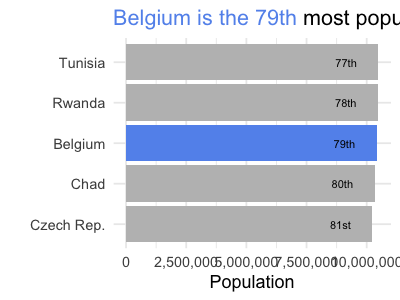 Belgium is the 79th most popu
Tunisia
77th
Rwanda
78th
Belgium
79th
Chad
80th
Czech Rep.
81st
0 2,500,000 5,000,000 7,500,000 10,000,000
Population